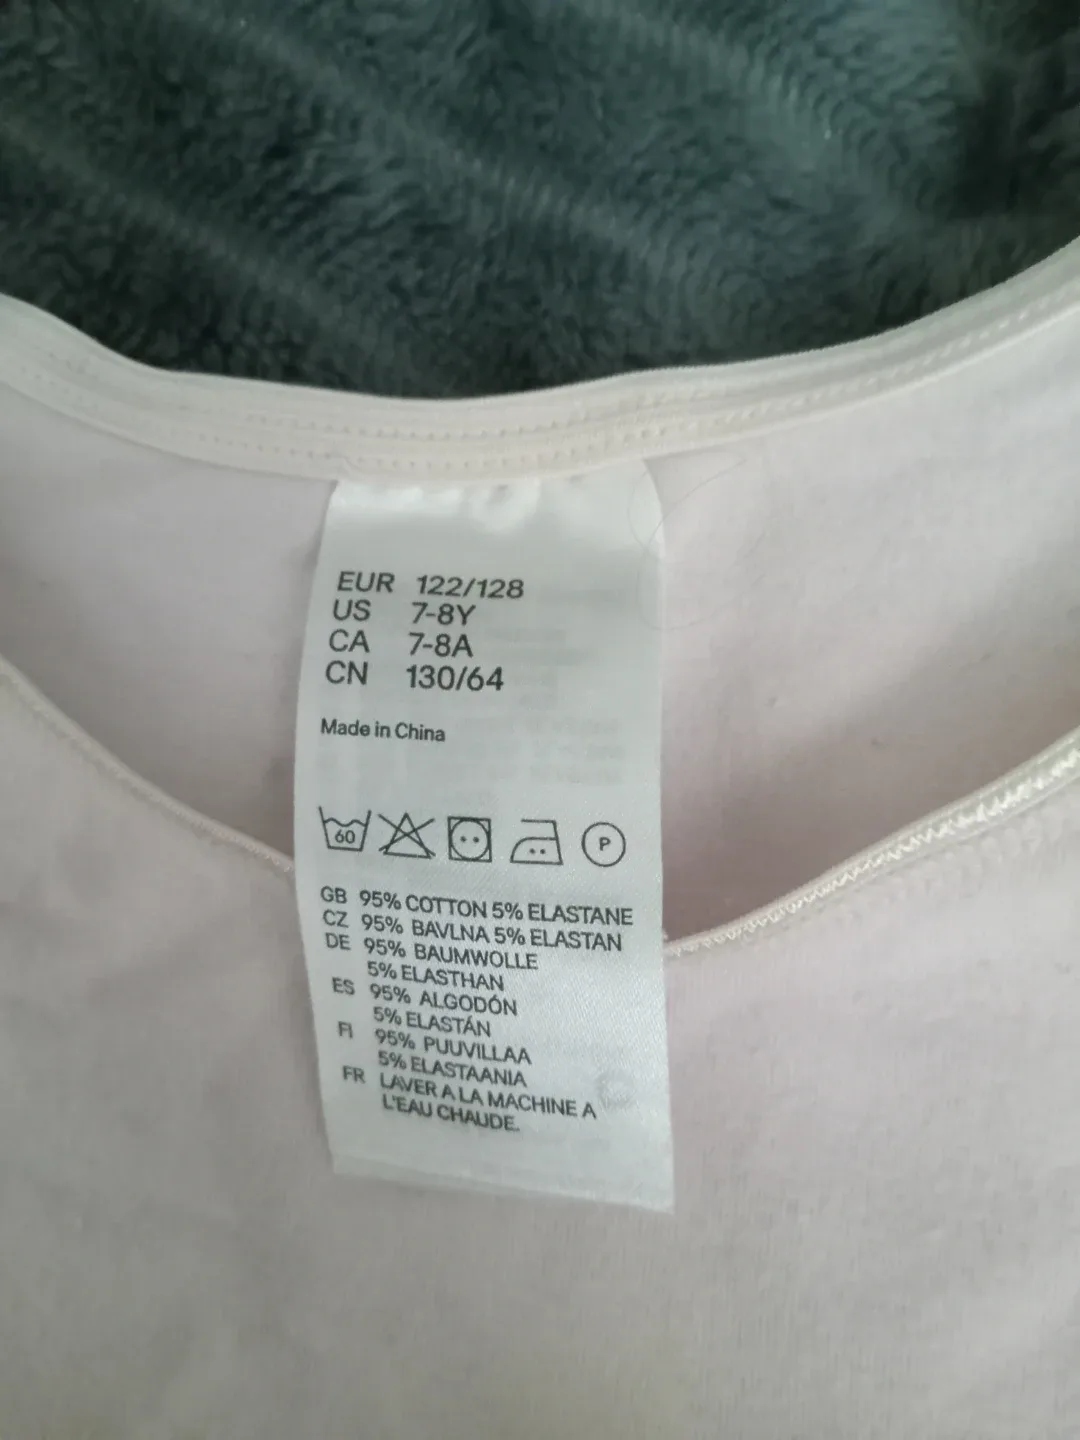 EUR 122/128
US 7-8Y
CA 7-8A
CN 130/64
Made in China
60 P
GB 95% COTTON 5% ELASTANE
CZ 95% BAVLNA 5% ELASTAN
DE 95% BAUMWOLLE
5% ELASTHAN
ES 95% ALGODÓN
5% ELASTÁN
FI 95% PUUVILLAA
5% ELASTAANIA
FR LAVER A LA MACHINE A
L'EAU CHAUDE.